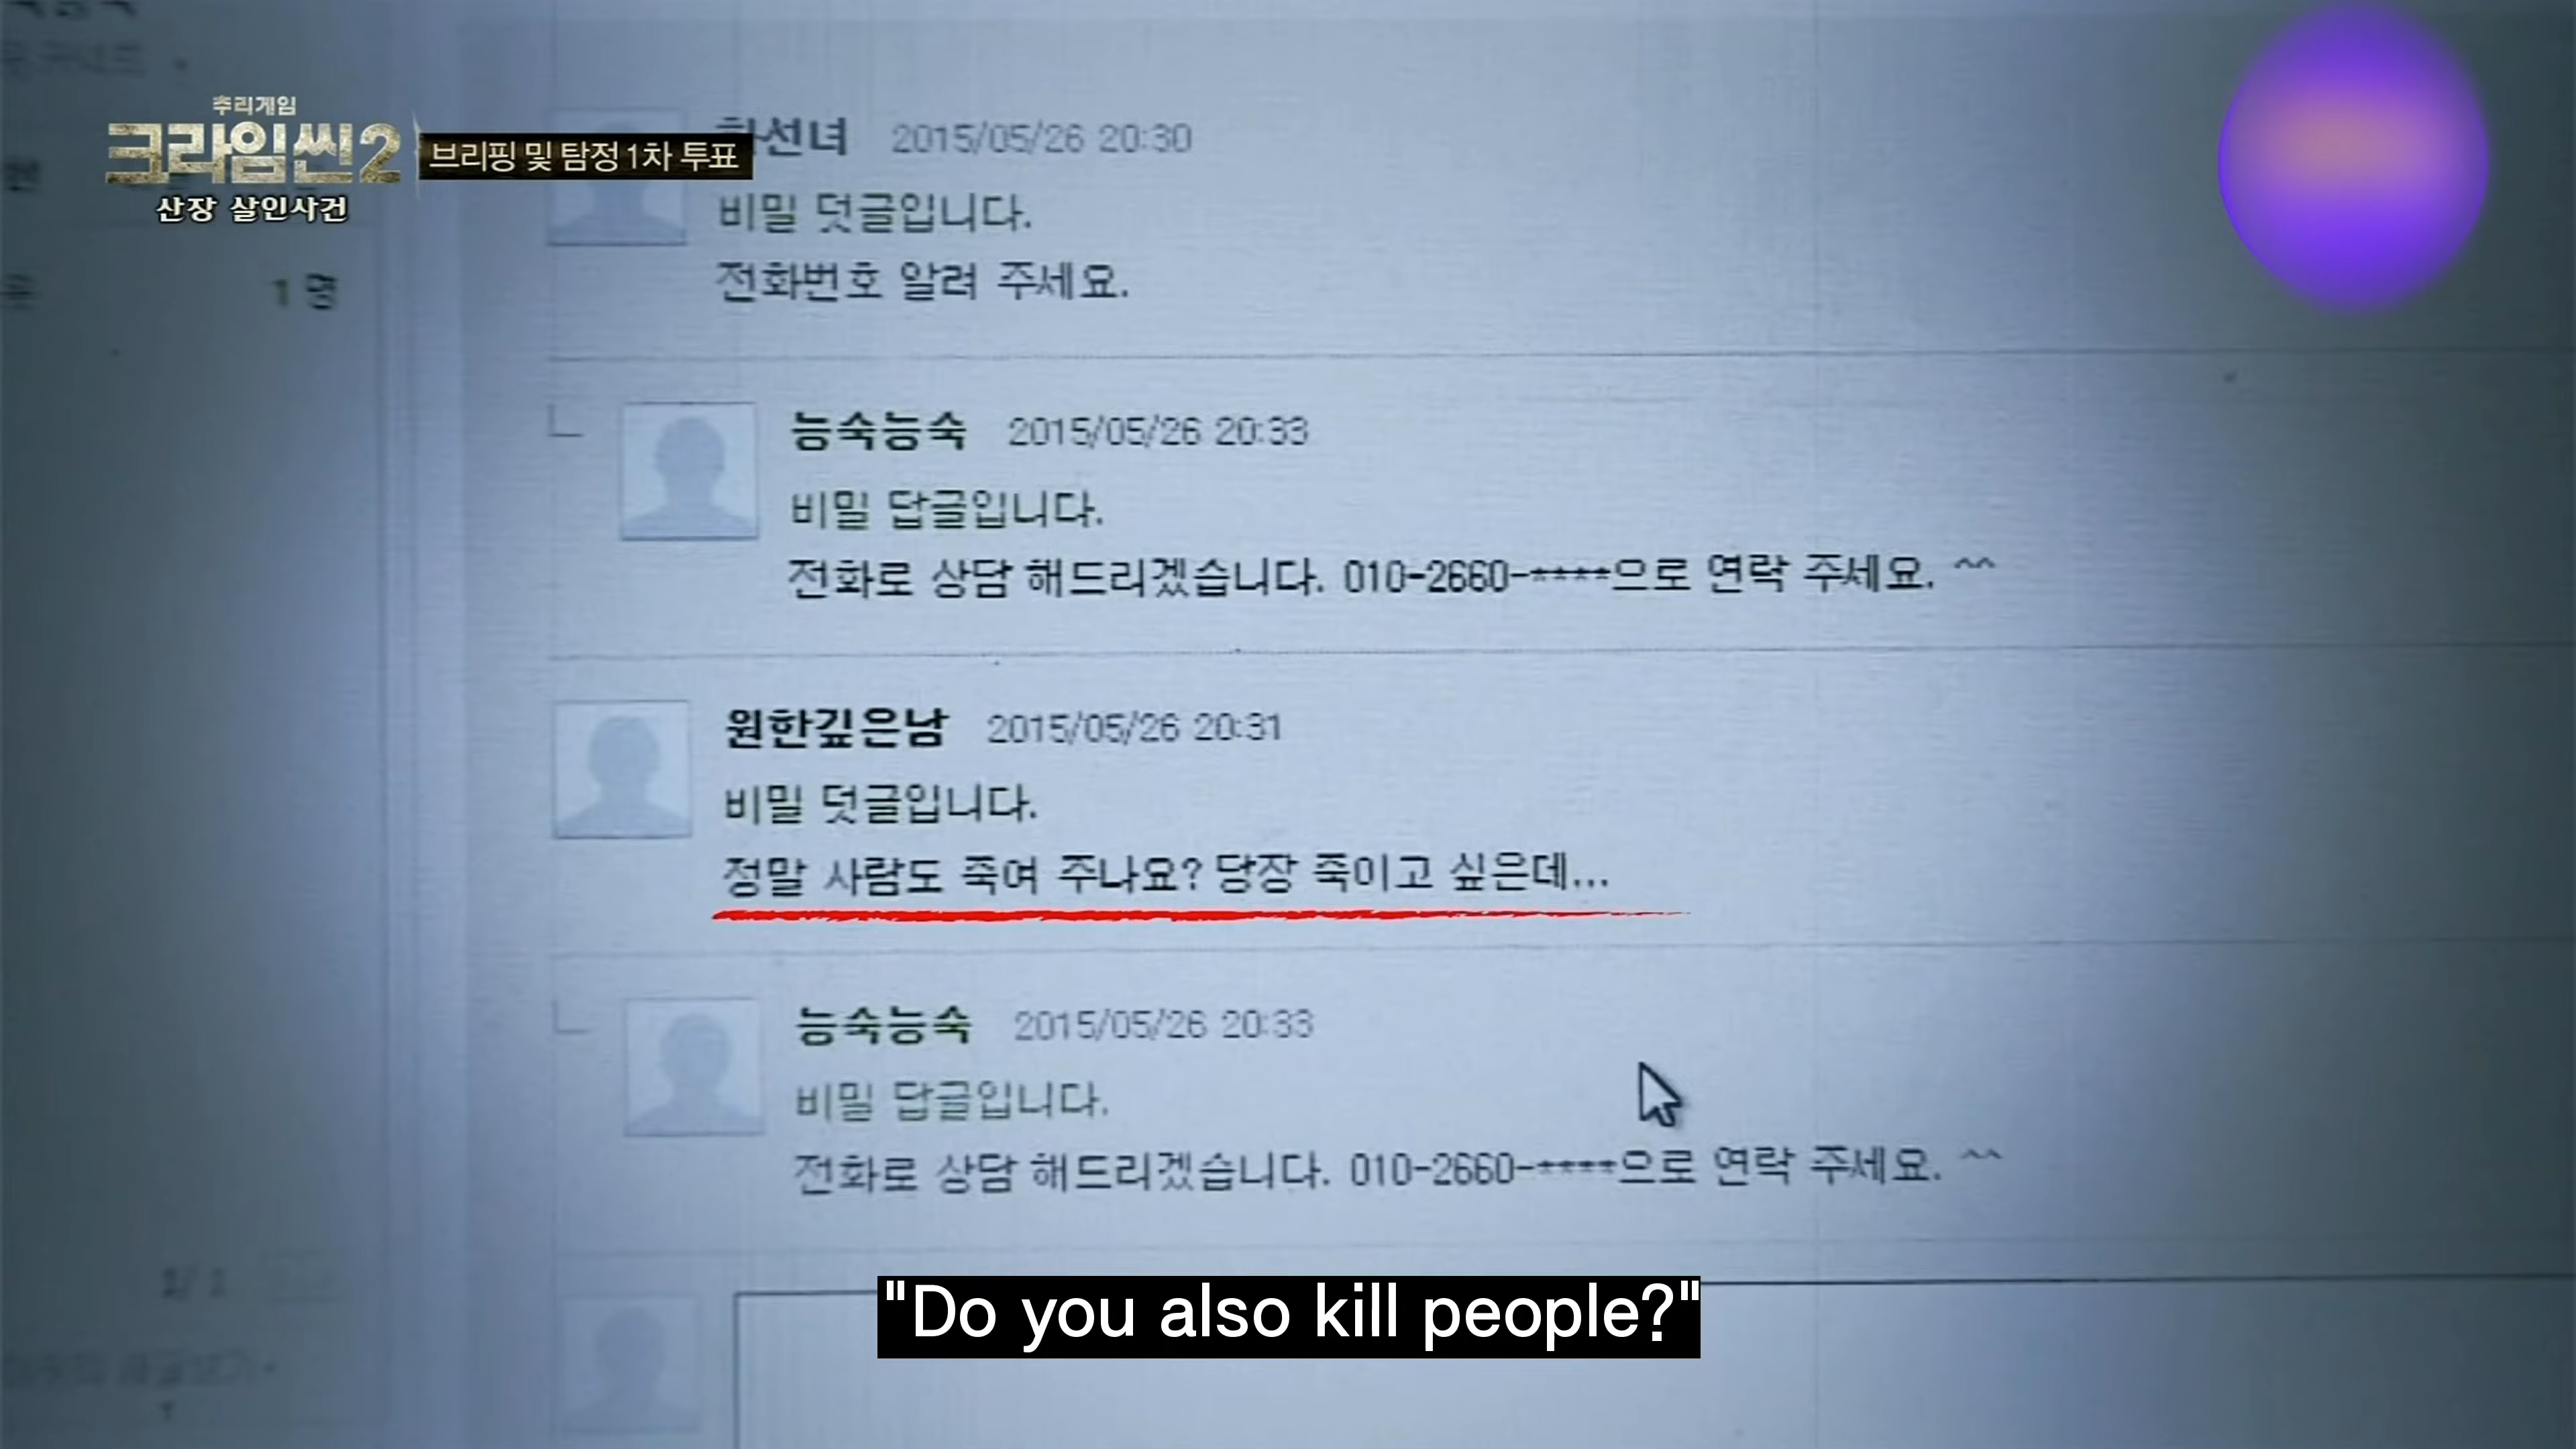 추리게임
크라임씬2
산장 살인사건
브리핑 및 탐정 1차 투표
선녀 2015/05/26 20:30
비밀 덧글입니다.
전화번호 알려 주세요.
1 명
능숙능숙 2015/05/26 20:33
비밀 답글입니다.
전화로 상담 해드리겠습니다. 010-2660-****으로 연락 주세요. ^^
원한깊은남 2015/05/26 20:31
비밀 덧글입니다.
정말 사람도 죽여 주나요? 당장 죽이고 싶은데...
능숙능숙 2015/05/26 20:33
비밀 답글입니다.
전화로 상담 해드리겠습니다. 010-2660-****으로 연락 주세요. ^^
1/1
"Do you also kill people?"
1